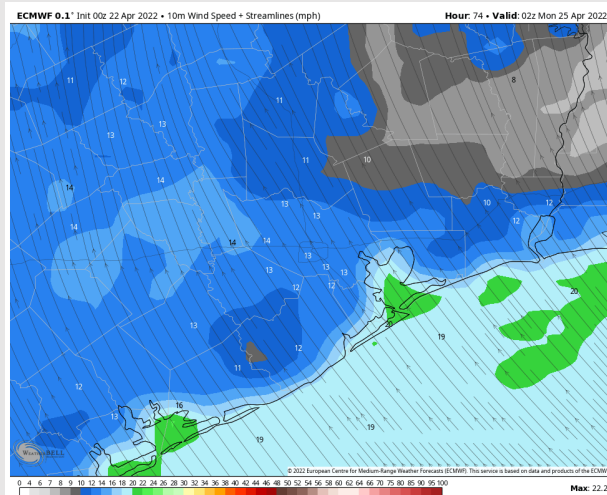 ECMWF 0.1° Init 00z 22 Apr 2022 • 10m Wind Speed + Streamlines (mph) Hour: 74 • Valid: 02z Mon 25 Apr 2022
11 12 8
11
13 13
11 10
14 14
13 10 12
13 12
14 14 14
13
13 13 13
12 12
20
13 20 19
12
11
12
16
13
19 19
WeatherBELL
© 2022 European Centre for Medium-Range Weather Forecasts (ECMWF). This service is based on data and products of the ECMWF
0 4 6 7 8 9 10 12 14 16 18 20 22 24 26 28 30 32 34 36 38 40 42 44 46 48 50 52 54 56 58 60 65 70 75 80 85 90 95 100
Max: 22.2